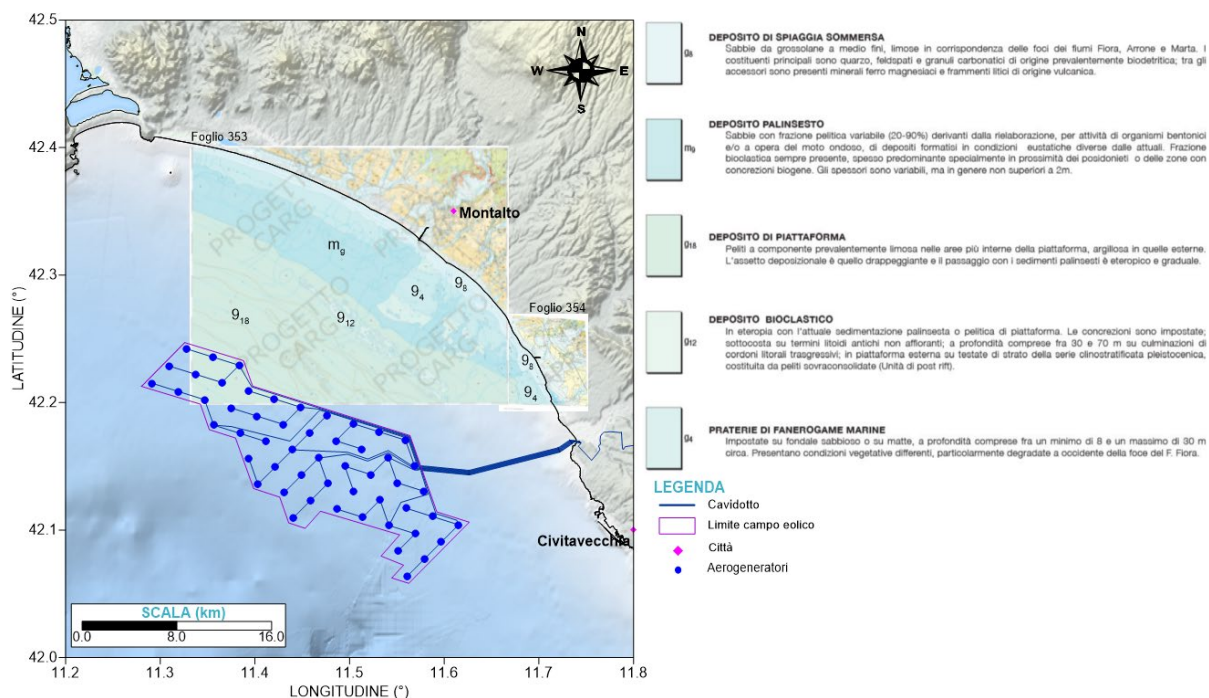 42.5
42.4
42.3
42.2
42.1
42.0
LATITUDINE (°)
11.2
11.3
11.4
11.5
11.6
11.7
11.8
LONGITUDINE (°)
N
W
E
S
Foglio 353
Montalto
PROGETTO
CARG
PROGETTO
CARG
PROGETTO
CARG
PROGETTO
CARG
PROGETTO
CARG
mg
g8
g4
g18
g12
Foglio 354
g8
g4
Civitavecchia
SCALA (km)
0.0
8.0
16.0
g8
DEPOSITO DI SPIAGGIA SOMMERSA
Sabbie da grossolane a medio fini, limose in corrispondenza delle foci dei fiumi Fiora, Arrone e Marta. I
costituenti principali sono quarzo, feldspati e granuli carbonatici di origine prevalentemente biodetritica; tra gli
accessori sono presenti minerali ferro magnesiaci e frammenti litici di origine vulcanica.
m9
DEPOSITO PALINSESTO
Sabbie con frazione pelitica variabile (20-90%) derivanti dalla rielaborazione, per attività di organismi bentonici
e/o a opera del moto ondoso, di depositi formatisi in condizioni eustatiche diverse dalle attuali. Frazione
bioclastica sempre presente, spesso predominante specialmente in prossimità dei posidonieti o delle zone con
concrezioni biogene. Gli spessori sono variabili, ma in genere non superiori a 2m.
g18
DEPOSITO DI PIATTAFORMA
Peliti a componente prevalentemente limosa nelle aree più interne della piattaforma, argillosa in quelle esterne.
L'assetto deposizionale è quello drappeggiante e il passaggio con i sedimenti palinsesti è eteropico e graduale.
g12
DEPOSITO BIOCLASTICO
In eteropia con l'attuale sedimentazione palinsesta o pelitica di piattaforma. Le concrezioni sono impostate;
sottocosta su termini litoidi antichi non affioranti; a profondità comprese fra 30 e 70 m su culminazioni di
cordoni litorali trasgressivi; in piattaforma esterna su testate di strato della serie clinostratificata pleistocenica,
costituita da peliti sovraconsolidate (Unità di post rift).
g4
PRATERIE DI FANEROGAME MARINE
Impostate su fondale sabbioso o su matte, a profondità comprese fra un minimo di 8 e un massimo di 30 m
circa. Presentano condizioni vegetative differenti, particolarmente degradate a occidente della foce del F. Fiora.
LEGENDA
Cavidotto
Limite campo eolico
Città
Aerogeneratori